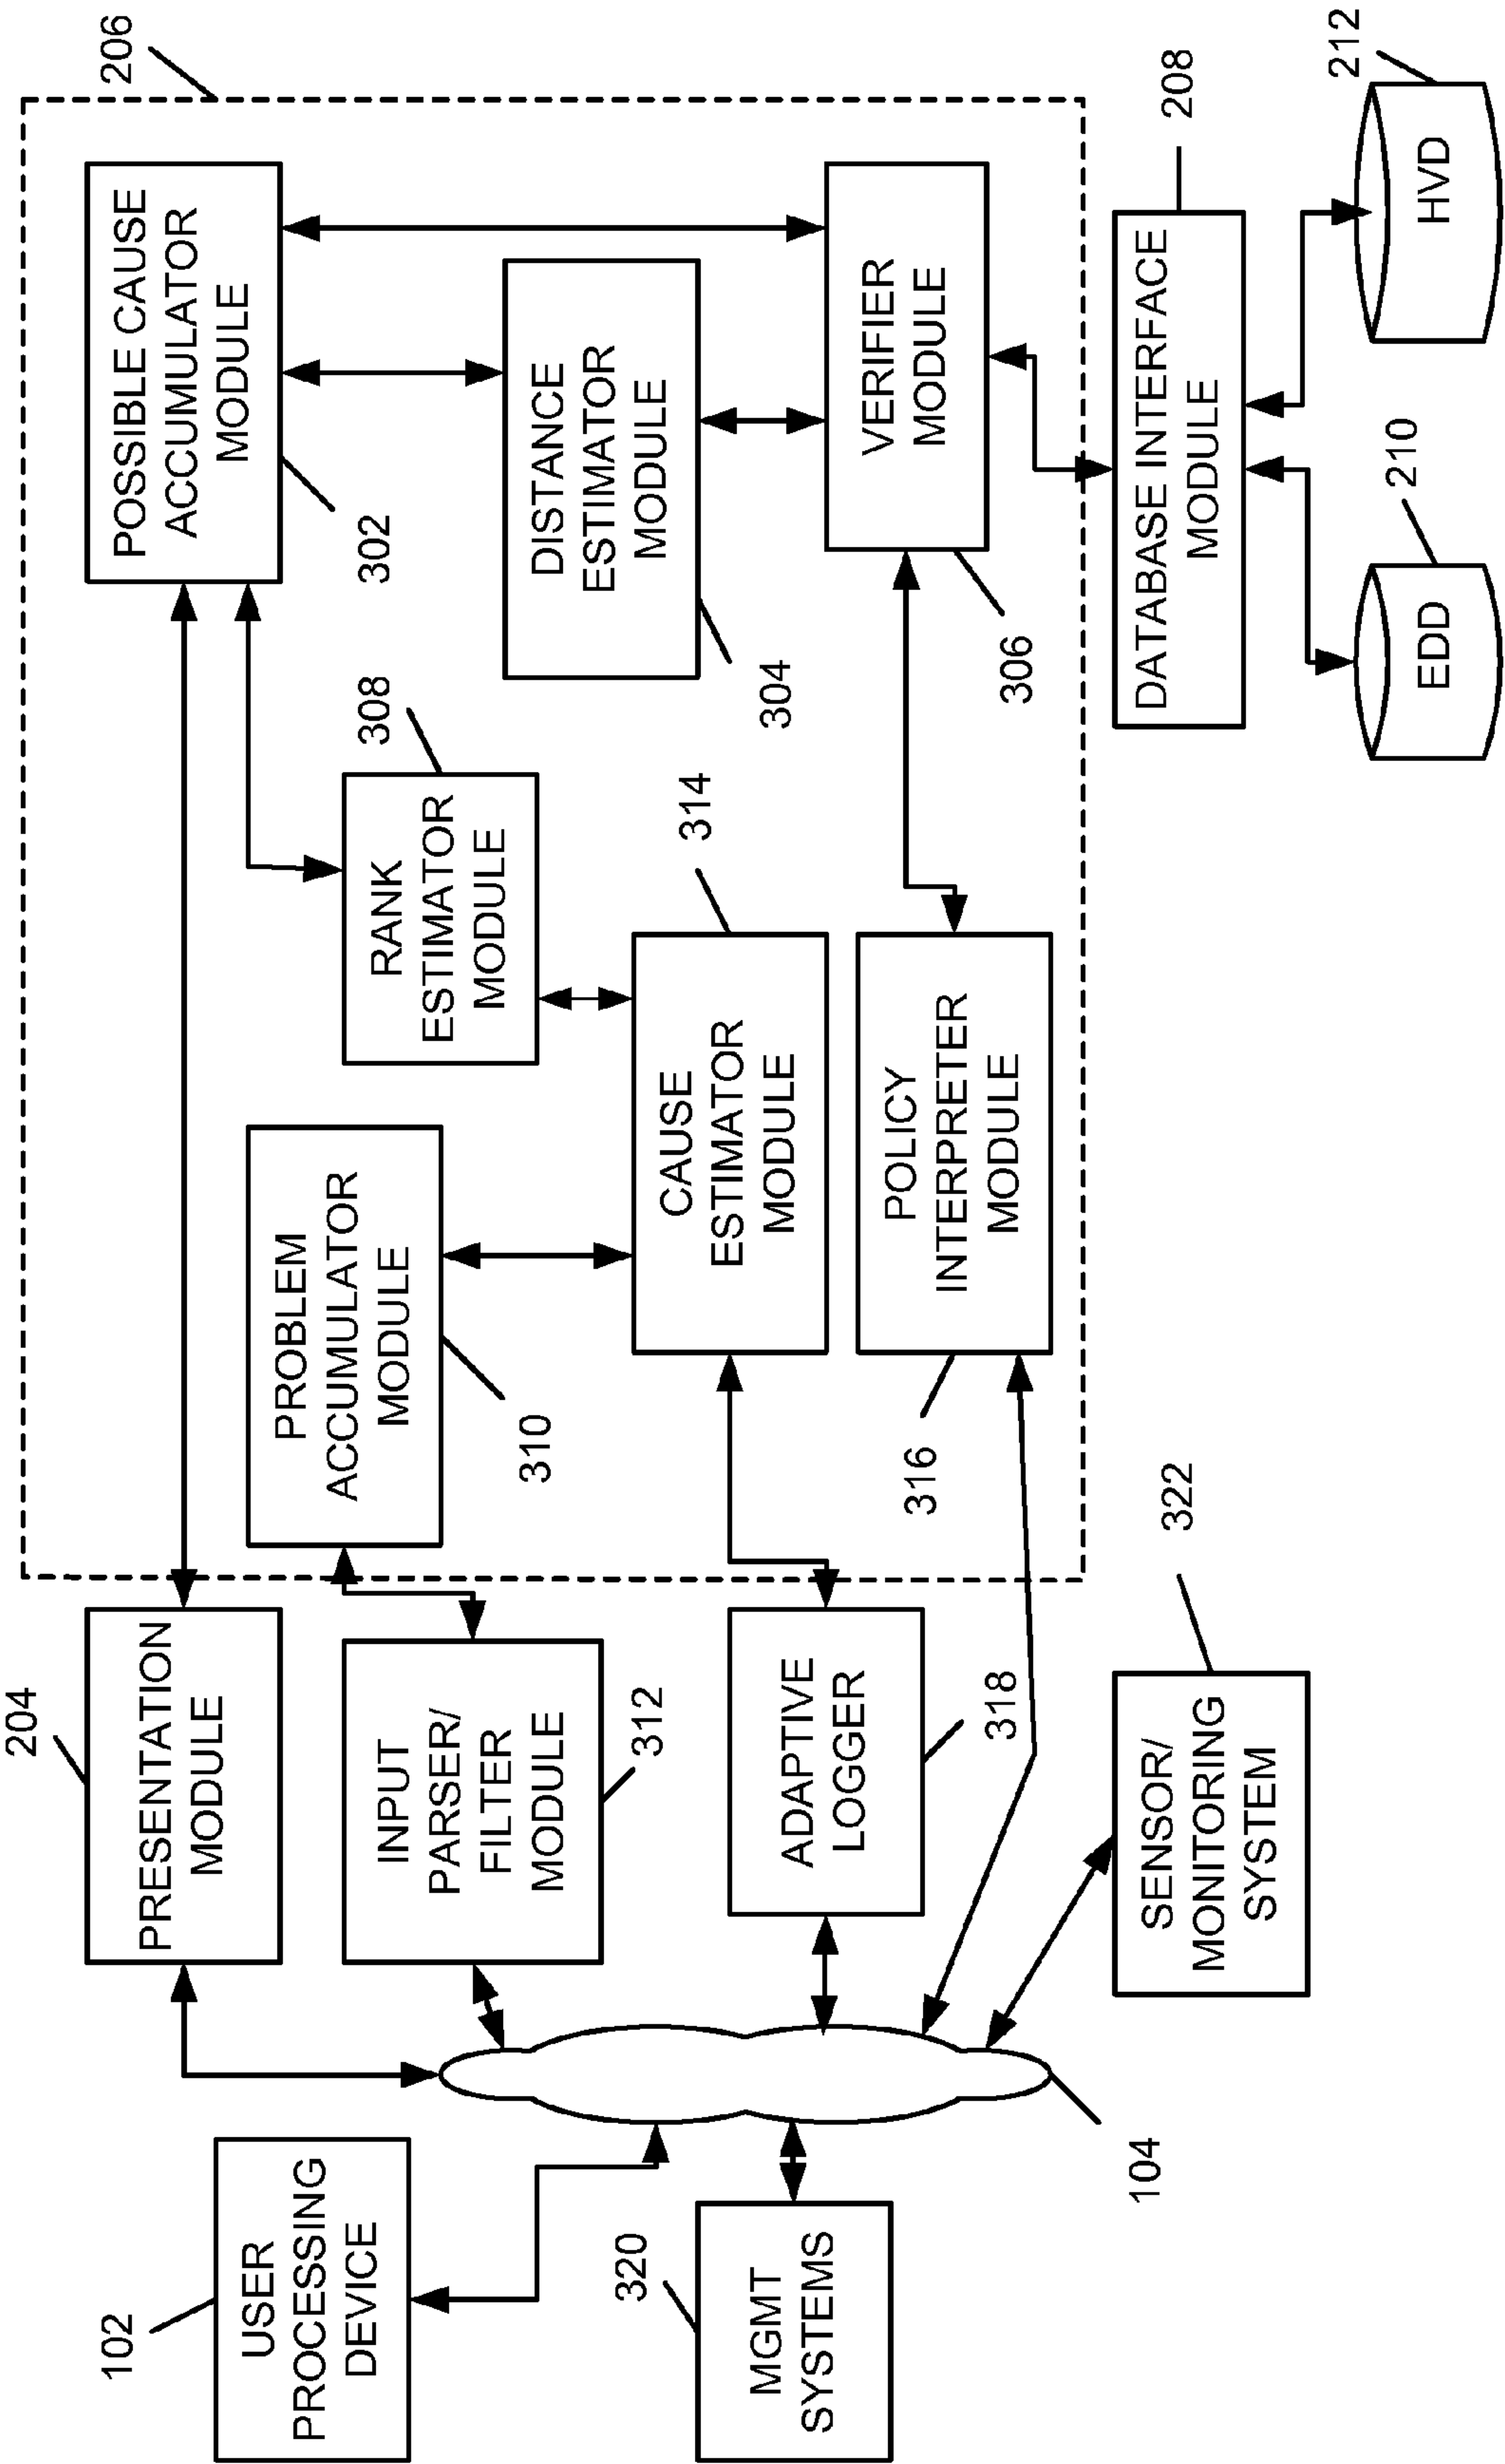 102
USER
PROCESSING
DEVICE
204
PRESENTATION
MODULE
206
POSSIBLE CAUSE
ACCUMULATOR
MODULE
302
PROBLEM
ACCUMULATOR
MODULE
310
RANK
ESTIMATOR
MODULE
308
INPUT
PARSER/
FILTER
MODULE
312
DISTANCE
ESTIMATOR
MODULE
304
320
MGMT
SYSTEMS
CAUSE
ESTIMATOR
MODULE
314
ADAPTIVE
LOGGER
318
VERIFIER
MODULE
306
POLICY
INTERPRETER
MODULE
316
104
SENSOR/
MONITORING
SYSTEM
322
DATABASE INTERFACE
MODULE
208
EDD
210
HVD
212